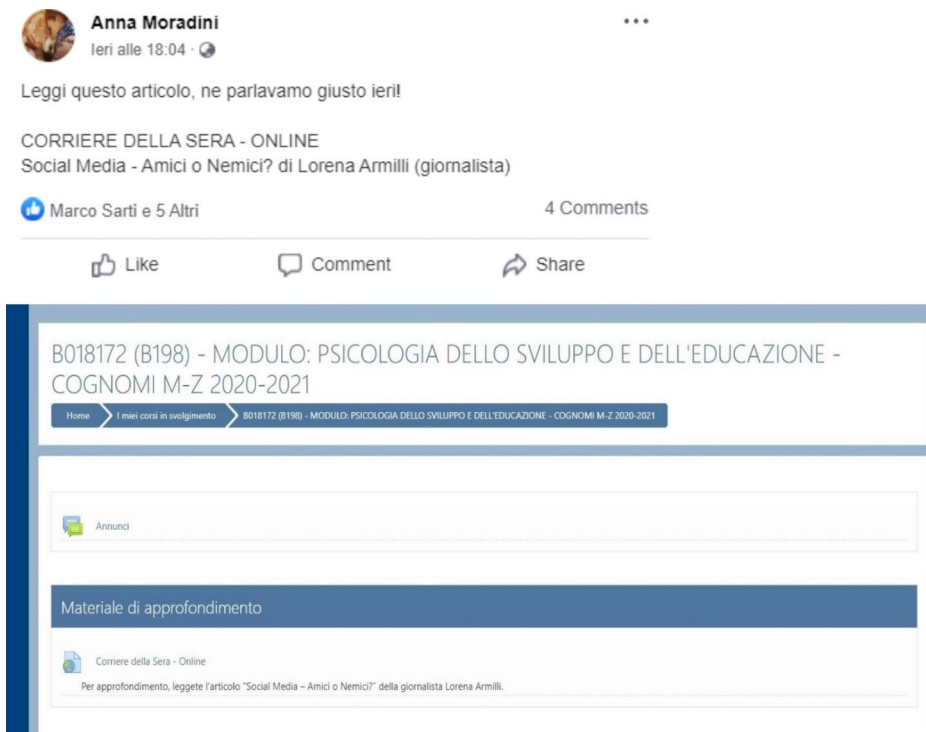 Anna Moradini
Ieri alle 18:04 ·
Leggi questo articolo, ne parlavamo giusto ieri!
CORRIERE DELLA SERA - ONLINE
Social Media - Amici o Nemici? di Lorena Armilli (giornalista)
Marco Sarti e 5 Altri 4 Comments
Like Comment Share
B018172 (B198) - MODULO: PSICOLOGIA DELLO SVILUPPO E DELL'EDUCAZIONE -
COGNOMI M-Z 2020-2021
Home I miei corsi in svolgimento B018172 (B198) - MODULO: PSICOLOGIA DELLO SVILUPPO E DELL'EDUCAZIONE - COGNOMI M-Z 2020-2021
Annunci
Materiale di approfondimento
Corriere della Sera - Online
Per approfondimento, leggete l'articolo "Social Media – Amici o Nemici?" della giornalista Lorena Armilli.